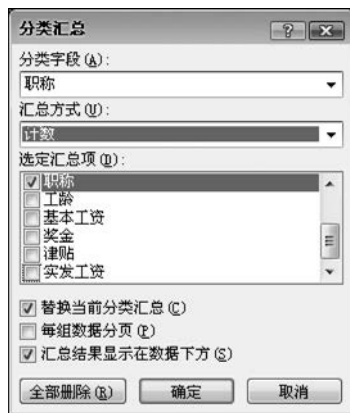 分类汇总
分类字段(A):
职称
汇总方式(U):
计数
选定汇总项(D):
职称
工龄
基本工资
奖金
津贴
实发工资
替换当前分类汇总(C)
每组数据分页(P)
汇总结果显示在数据下方(S)
全部删除(R) 确定 取消